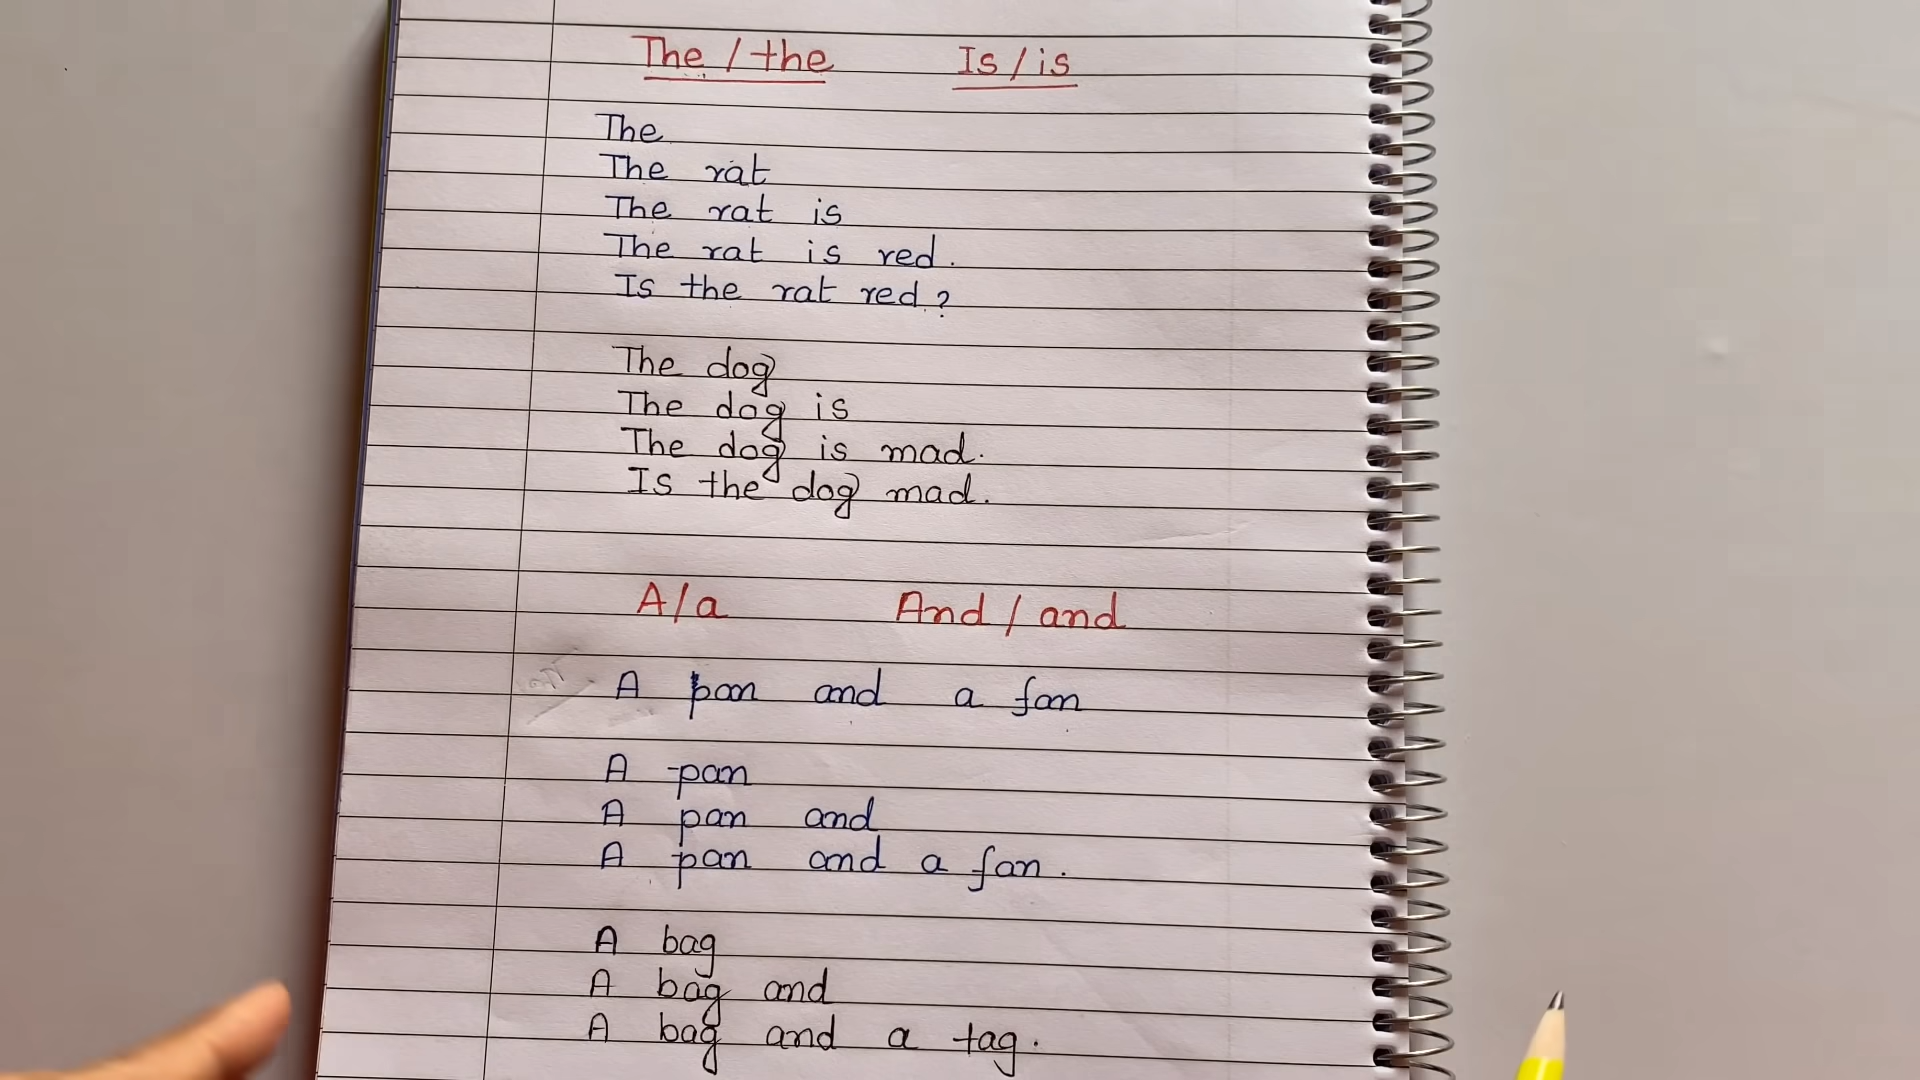 The / the Is / is
The
The rat
The rat is
The rat is red.
Is the rat red?
The dog
The dog is
The dog is mad.
Is the dog mad.
A/a And / and
A pan and a fan
A pan
A pan and
A pan and a fan.
A bag
A bag and
A bag and a tag.